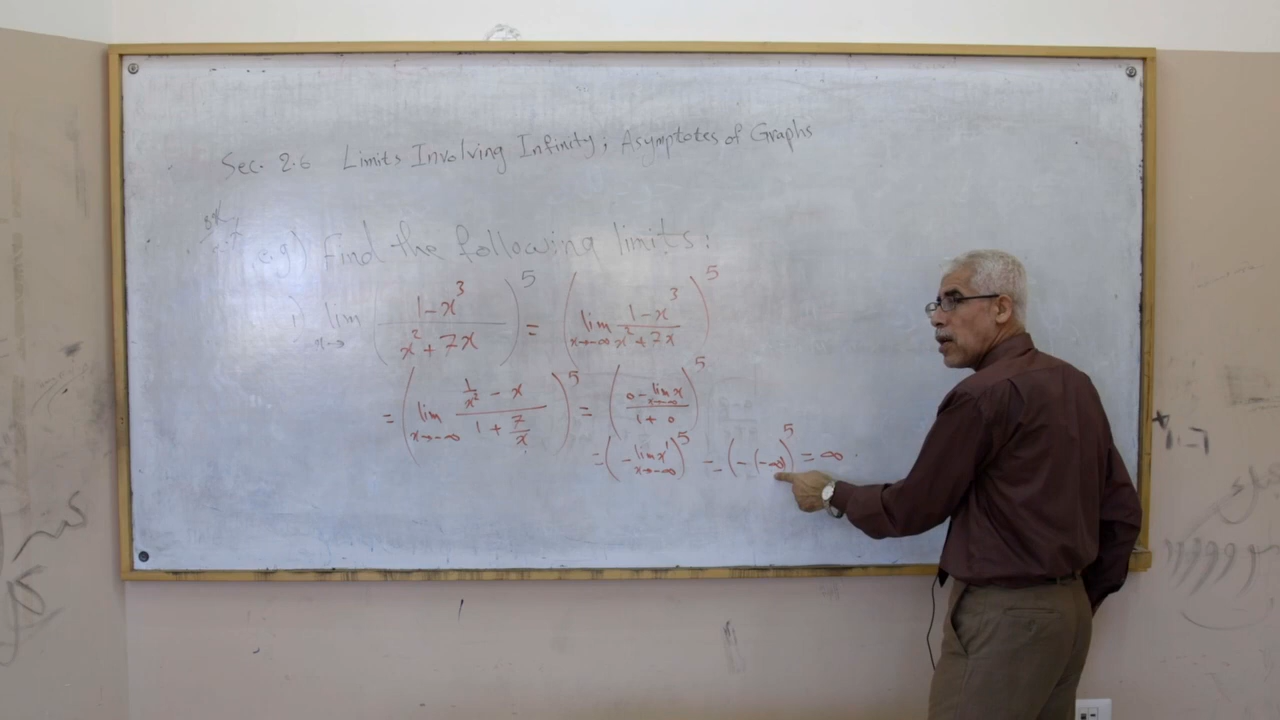 Sec. 2.6 Limits Involving Infinity; Asymptotes of Graphs
e.g) Find the following limits:
i) lim x→ ( (1-x³) / (x²+7x) )⁵ = ( lim x→-∞ (1-x³) / (x²+7x) )⁵
= ( lim x→-∞ (1/x² - x) / (1 + 7/x) )⁵ = ( (0 - lim x→-∞ x) / (1+0) )⁵
= ( - lim x→-∞ x )⁵ = (-(-∞))⁵ = ∞